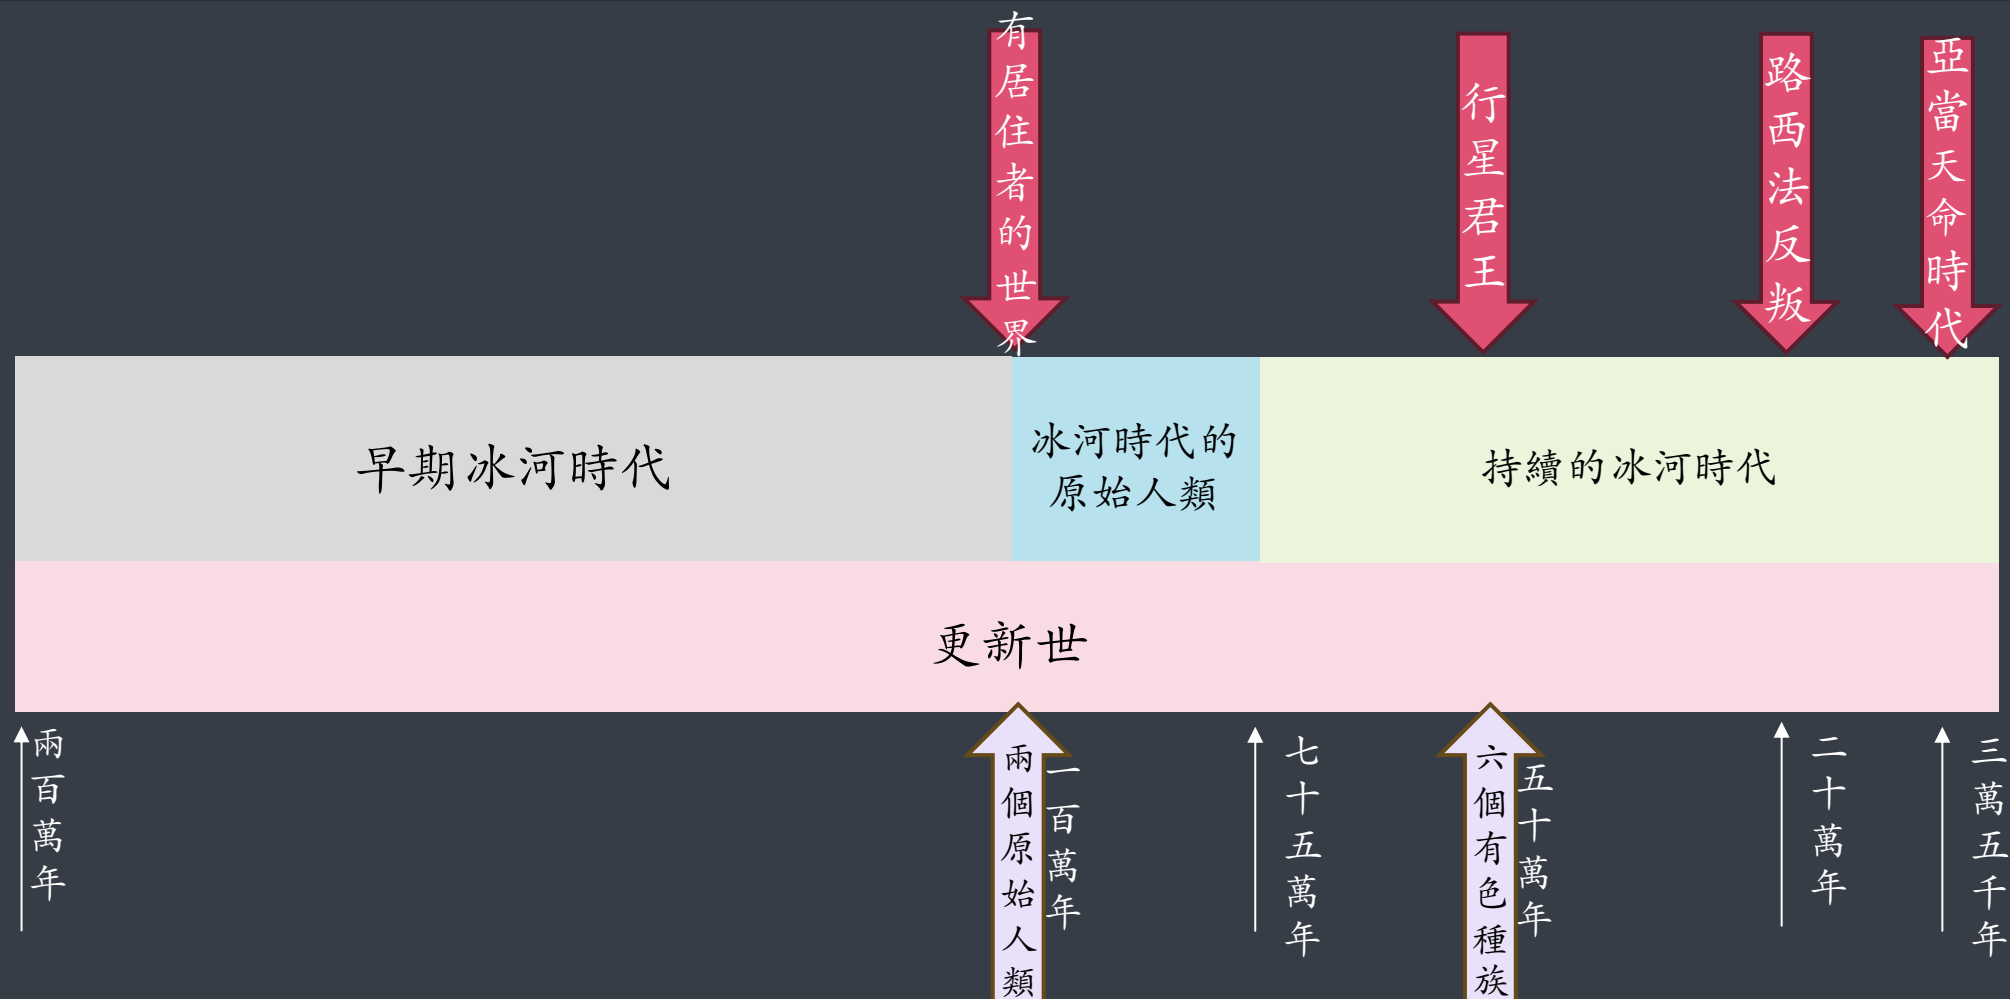 有居住者的世界
行星君王
路西法反叛
亞當天命時代
早期冰河時代
冰河時代的
原始人類
持續的冰河時代
更新世
兩百萬年
兩個原始人類
一百萬年
七十五萬年
六個有色種族
五十萬年
二十萬年
三萬五千年